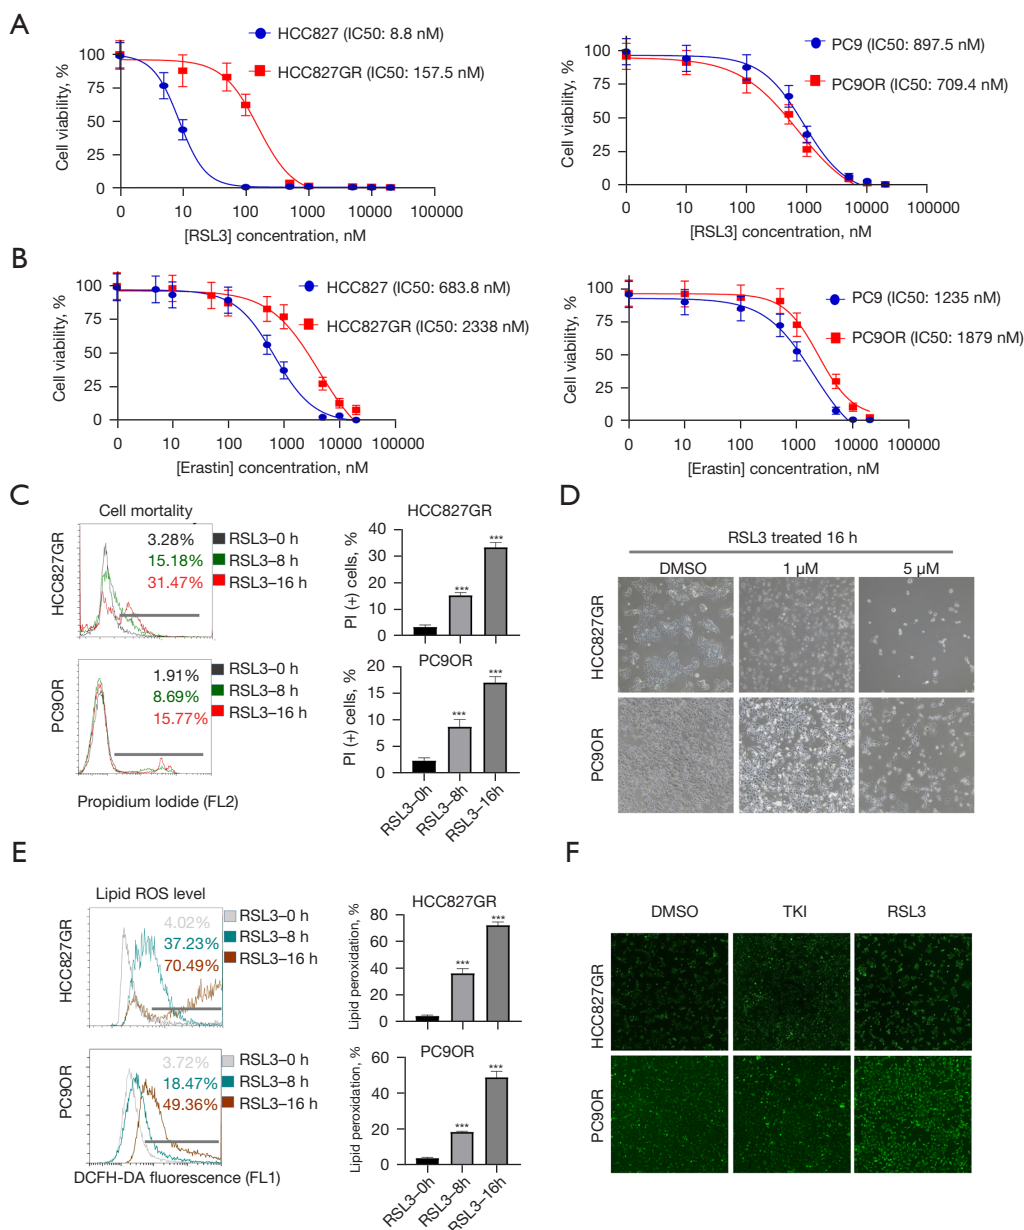 A
HCC827 (IC50: 8.8 nM)
HCC827GR (IC50: 157.5 nM)
Cell viability, %
100
75
50
25
0
0 10 100 1000 10000 100000
[RSL3] concentration, nM
PC9 (IC50: 897.5 nM)
PC9OR (IC50: 709.4 nM)
Cell viability, %
100
75
50
25
0
0 10 100 1000 10000 100000
[RSL3] concentration, nM
B
HCC827 (IC50: 683.8 nM)
HCC827GR (IC50: 2338 nM)
Cell viability, %
100
75
50
25
0
0 10 100 1000 10000 100000
[Erastin] concentration, nM
PC9 (IC50: 1235 nM)
PC9OR (IC50: 1879 nM)
Cell viability, %
100
75
50
25
0
0 10 100 1000 10000 100000
[Erastin] concentration, nM
C
Cell mortality
HCC827GR
3.28% RSL3–0 h
15.18% RSL3–8 h
31.47% RSL3–16 h
PC9OR
1.91% RSL3–0 h
8.69% RSL3–8 h
15.77% RSL3–16 h
Propidium Iodide (FL2)
HCC827GR
PI (+) cells, %
40
30
20
10
0
***
***
PC9OR
PI (+) cells, %
20
15
10
5
0
***
***
RSL3–0h
RSL3–8h
RSL3–16h
D
RSL3 treated 16 h
DMSO 1 μM 5 μM
HCC827GR
PC9OR
E
Lipid ROS level
HCC827GR
4.02% RSL3–0 h
37.23% RSL3–8 h
70.49% RSL3–16 h
PC9OR
3.72% RSL3–0 h
18.47% RSL3–8 h
49.36% RSL3–16 h
DCFH-DA fluorescence (FL1)
HCC827GR
Lipid peroxidation, %
80
60
40
20
0
***
***
PC9OR
Lipid peroxidation, %
60
40
20
0
***
***
RSL3–0h
RSL3–8h
RSL3–16h
F
DMSO TKI RSL3
HCC827GR
PC9OR